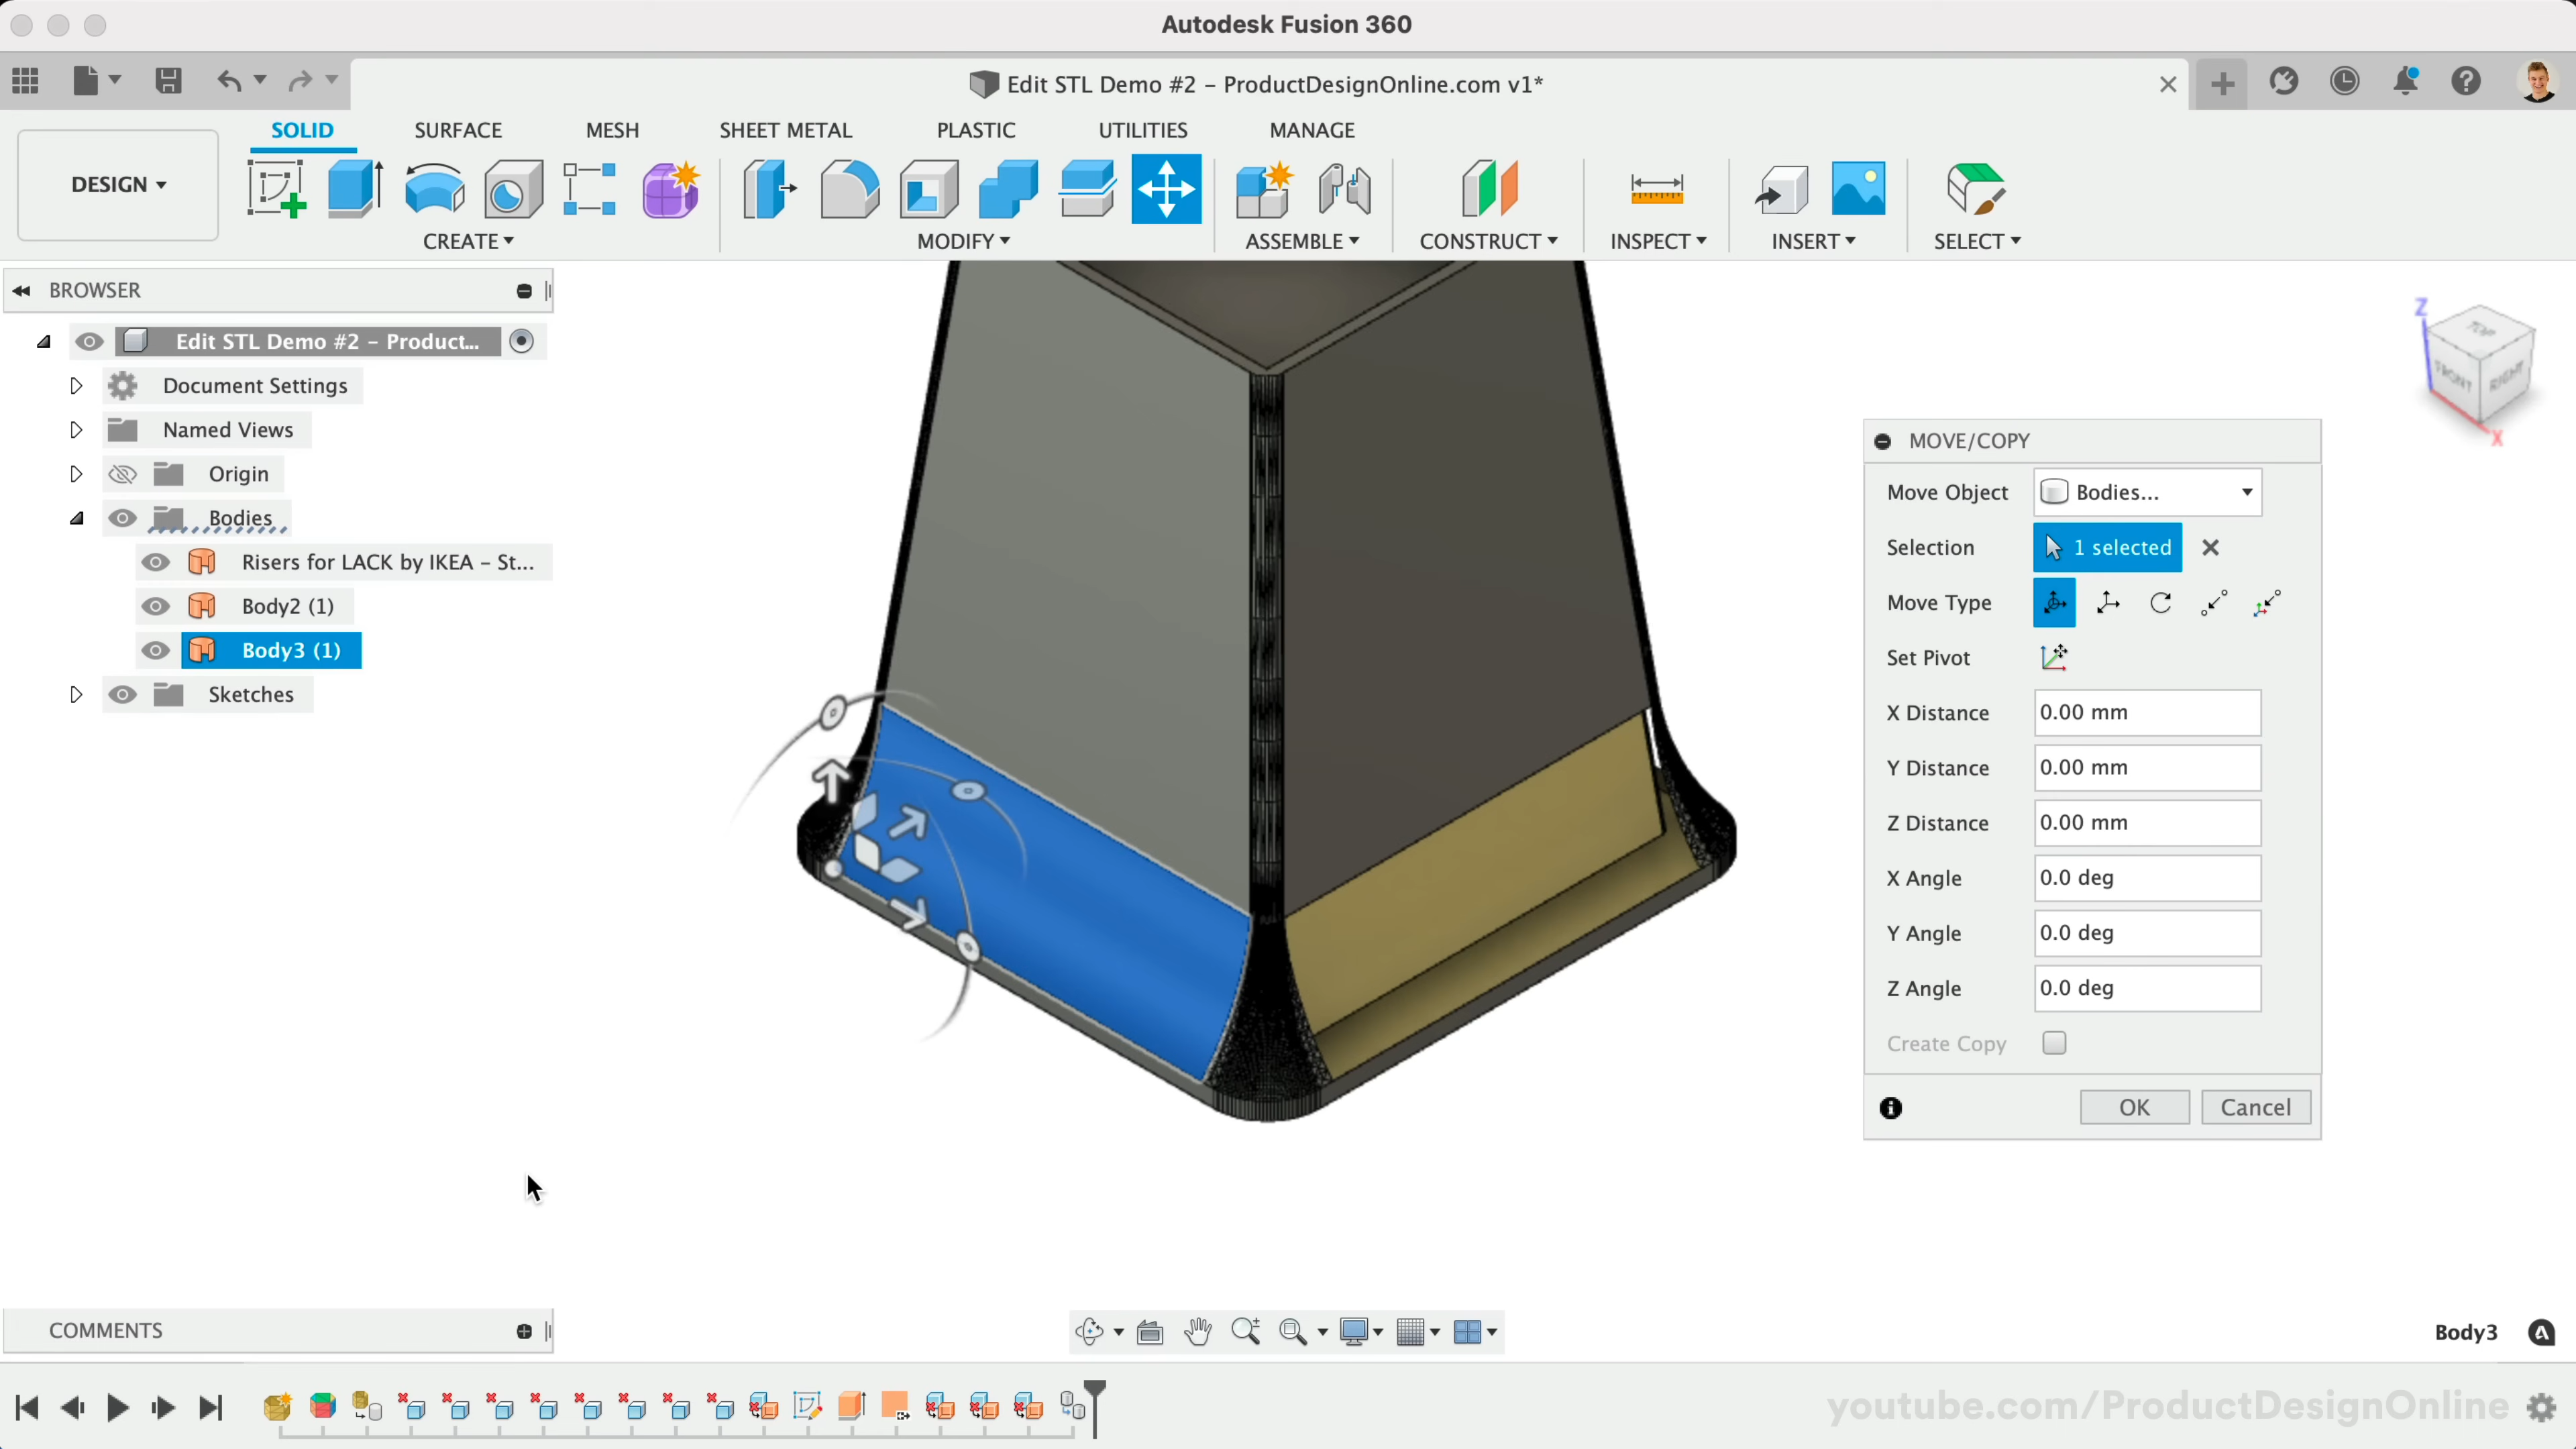 Autodesk Fusion 360
Edit STL Demo #2 – ProductDesignOnline.com v1*
SOLID SURFACE MESH SHEET METAL PLASTIC UTILITIES MANAGE
DESIGN
CREATE MODIFY ASSEMBLE CONSTRUCT INSPECT INSERT SELECT
BROWSER
Edit STL Demo #2 – Product...
Document Settings
Named Views
Origin
Bodies
Risers for LACK by IKEA – St...
Body2 (1)
Body3 (1)
Sketches
Z
TOP
FRONT RIGHT
X
MOVE/COPY
Move Object Bodies...
Selection 1 selected
Move Type
Set Pivot
X Distance 0.00 mm
Y Distance 0.00 mm
Z Distance 0.00 mm
X Angle 0.0 deg
Y Angle 0.0 deg
Z Angle 0.0 deg
Create Copy
OK Cancel
COMMENTS
Body3
youtube.com/ProductDesignOnline